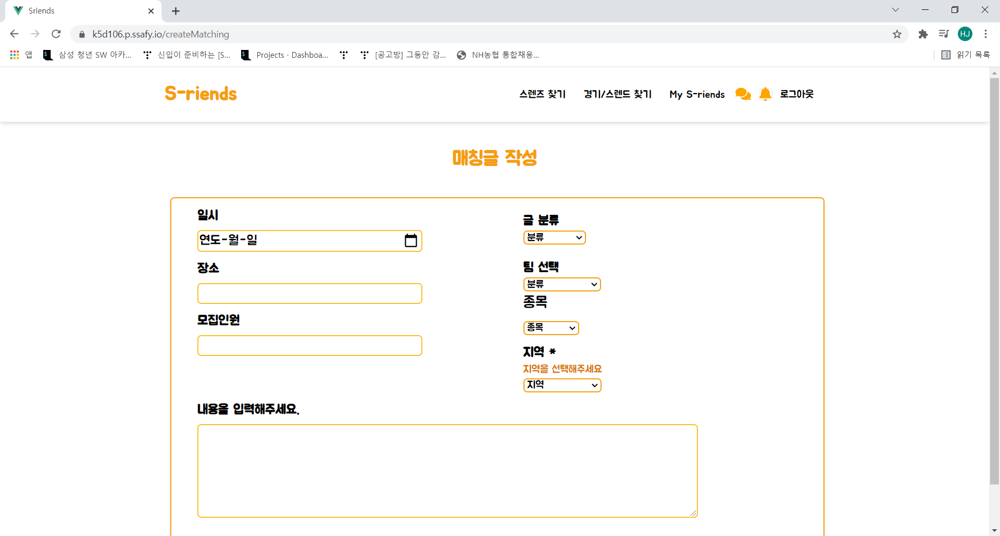 Sriends
k5d106.p.ssafy.io/createMatching
HJ
앱
삼성 청년 SW 아카...
신입이 준비하는 [S...
Projects · Dashboa...
[공고방] 그동안 감...
NH농협 통합채용...
읽기 목록
S-riends
스렌즈 찾기
경기/스렌드 찾기
My S-riends
로그아웃
매칭글 작성
일시
연도-월-일
장소
모집인원
글 분류
분류
팀 선택
분류
종목
종목
지역 *
지역을 선택해주세요
지역
내용을 입력해주세요.